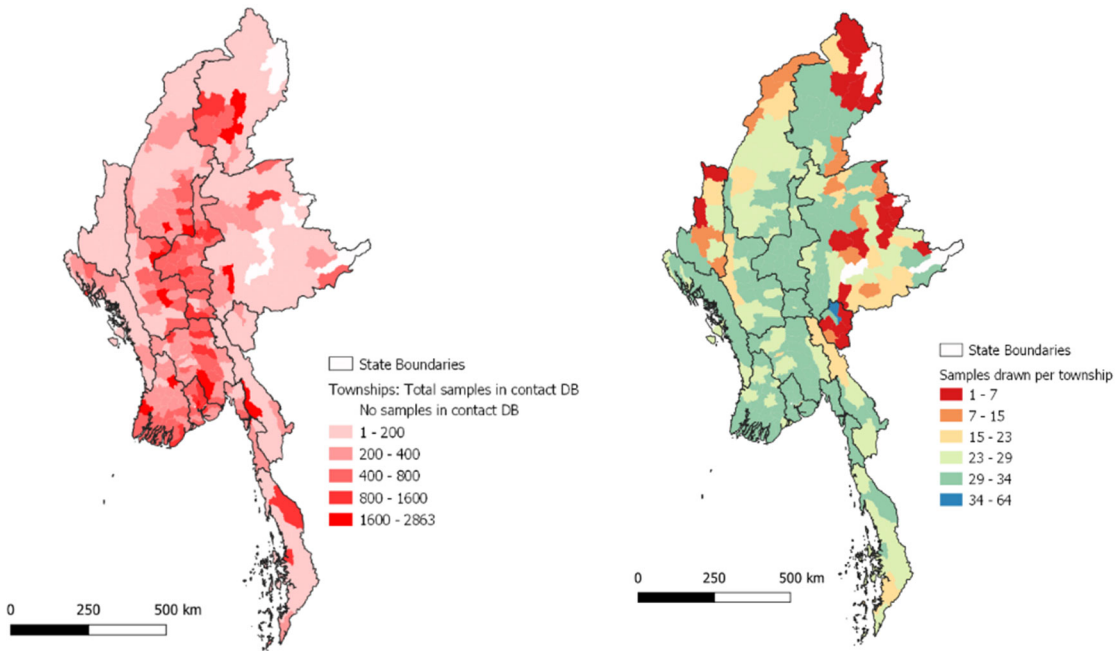 State Boundaries
Townships: Total samples in contact DB
No samples in contact DB
1 - 200
200 - 400
400 - 800
800 - 1600
1600 - 2863
0 250 500 km
State Boundaries
Samples drawn per township
1 - 7
7 - 15
15 - 23
23 - 29
29 - 34
34 - 64
0 250 500 km